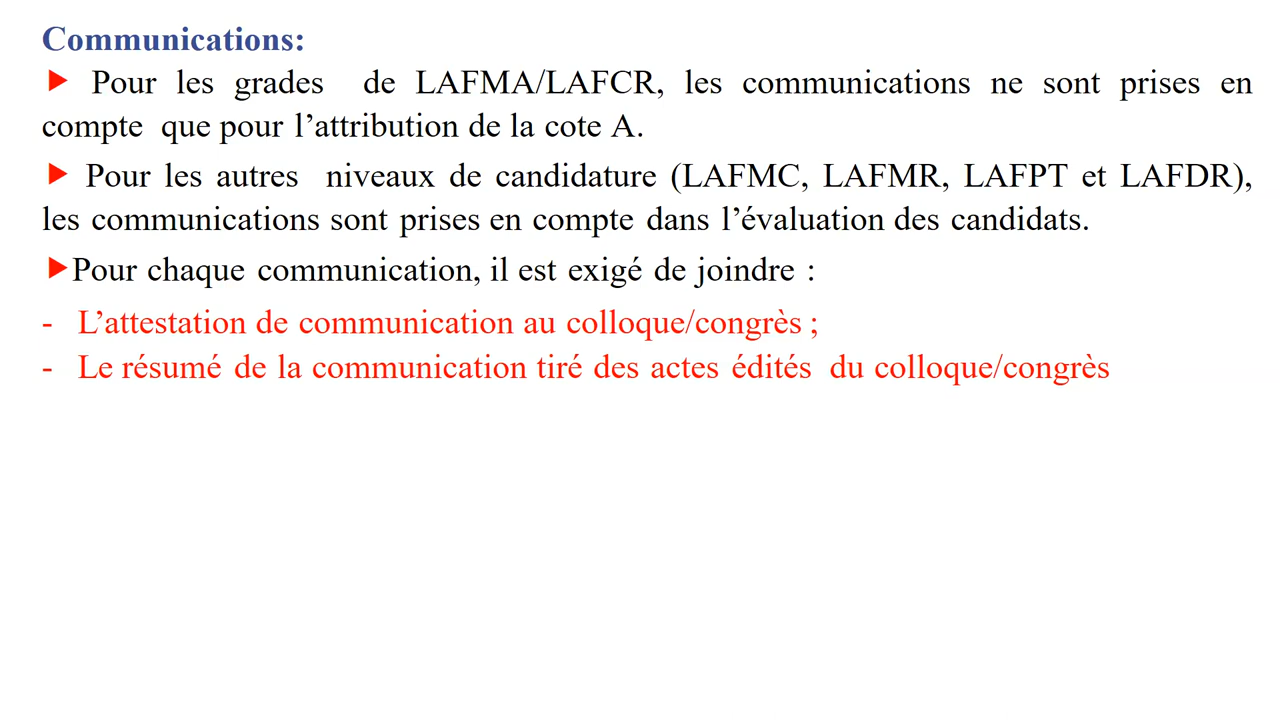 Communications:
▶ Pour les grades de LAFMA/LAFCR, les communications ne sont prises en
compte que pour l’attribution de la cote A.
▶ Pour les autres niveaux de candidature (LAFMC, LAFMR, LAFPT et LAFDR),
les communications sont prises en compte dans l’évaluation des candidats.
▶Pour chaque communication, il est exigé de joindre :
- L’attestation de communication au colloque/congrès ;
- Le résumé de la communication tiré des actes édités du colloque/congrès